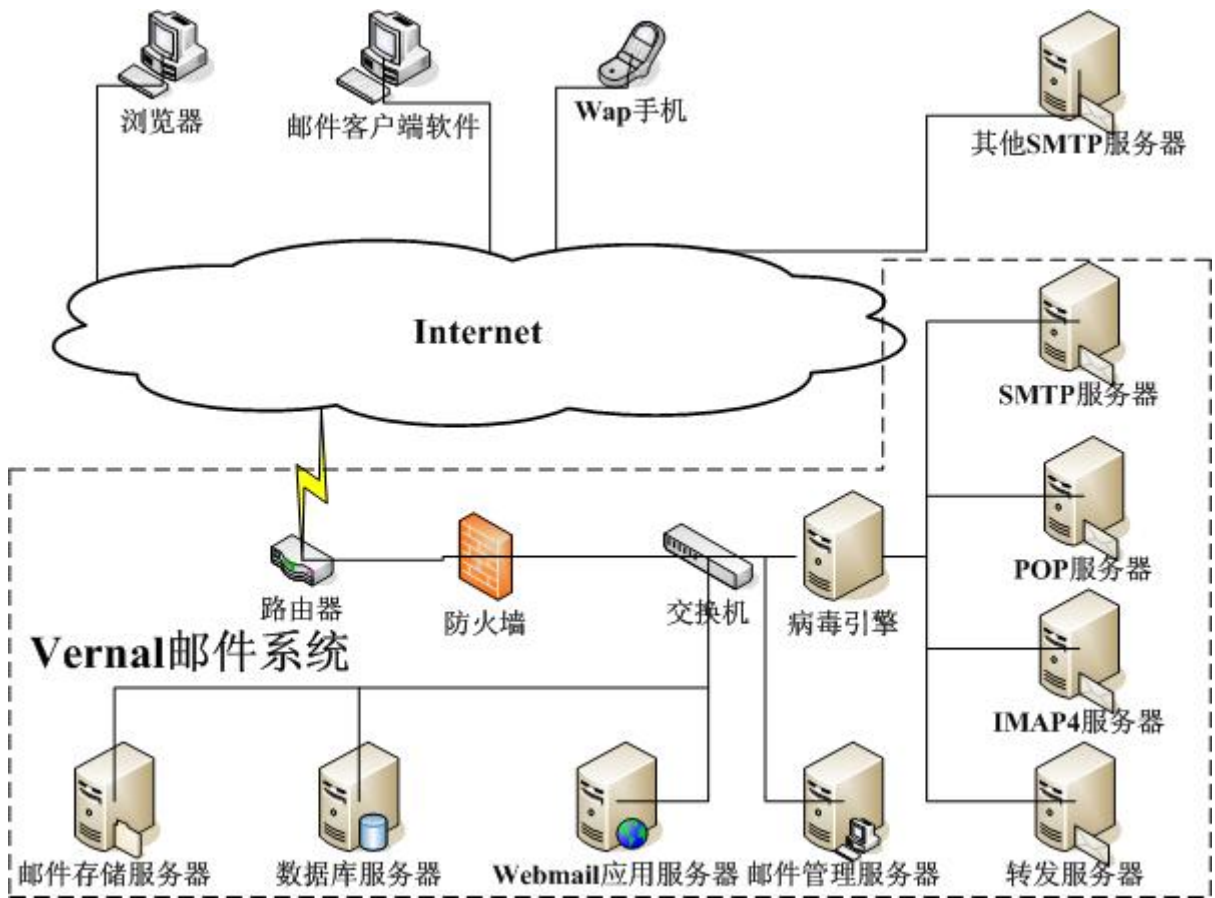 浏览器
邮件客户端软件
Wap手机
其他SMTP服务器
Internet
SMTP服务器
POP服务器
路由器
防火墙
交换机
病毒引擎
Vernal邮件系统
IMAP4服务器
邮件存储服务器
数据库服务器
Webmail应用服务器
邮件管理服务器
转发服务器